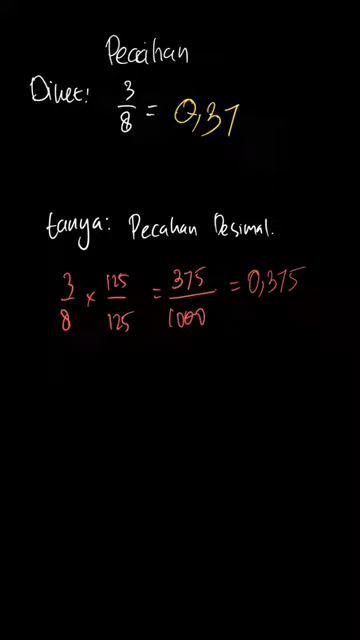 Pecahan
Diket: 3/8 = 0,37
tanya: Pecahan Desimal.
3/8 × 125/125 = 375/1000 = 0,375